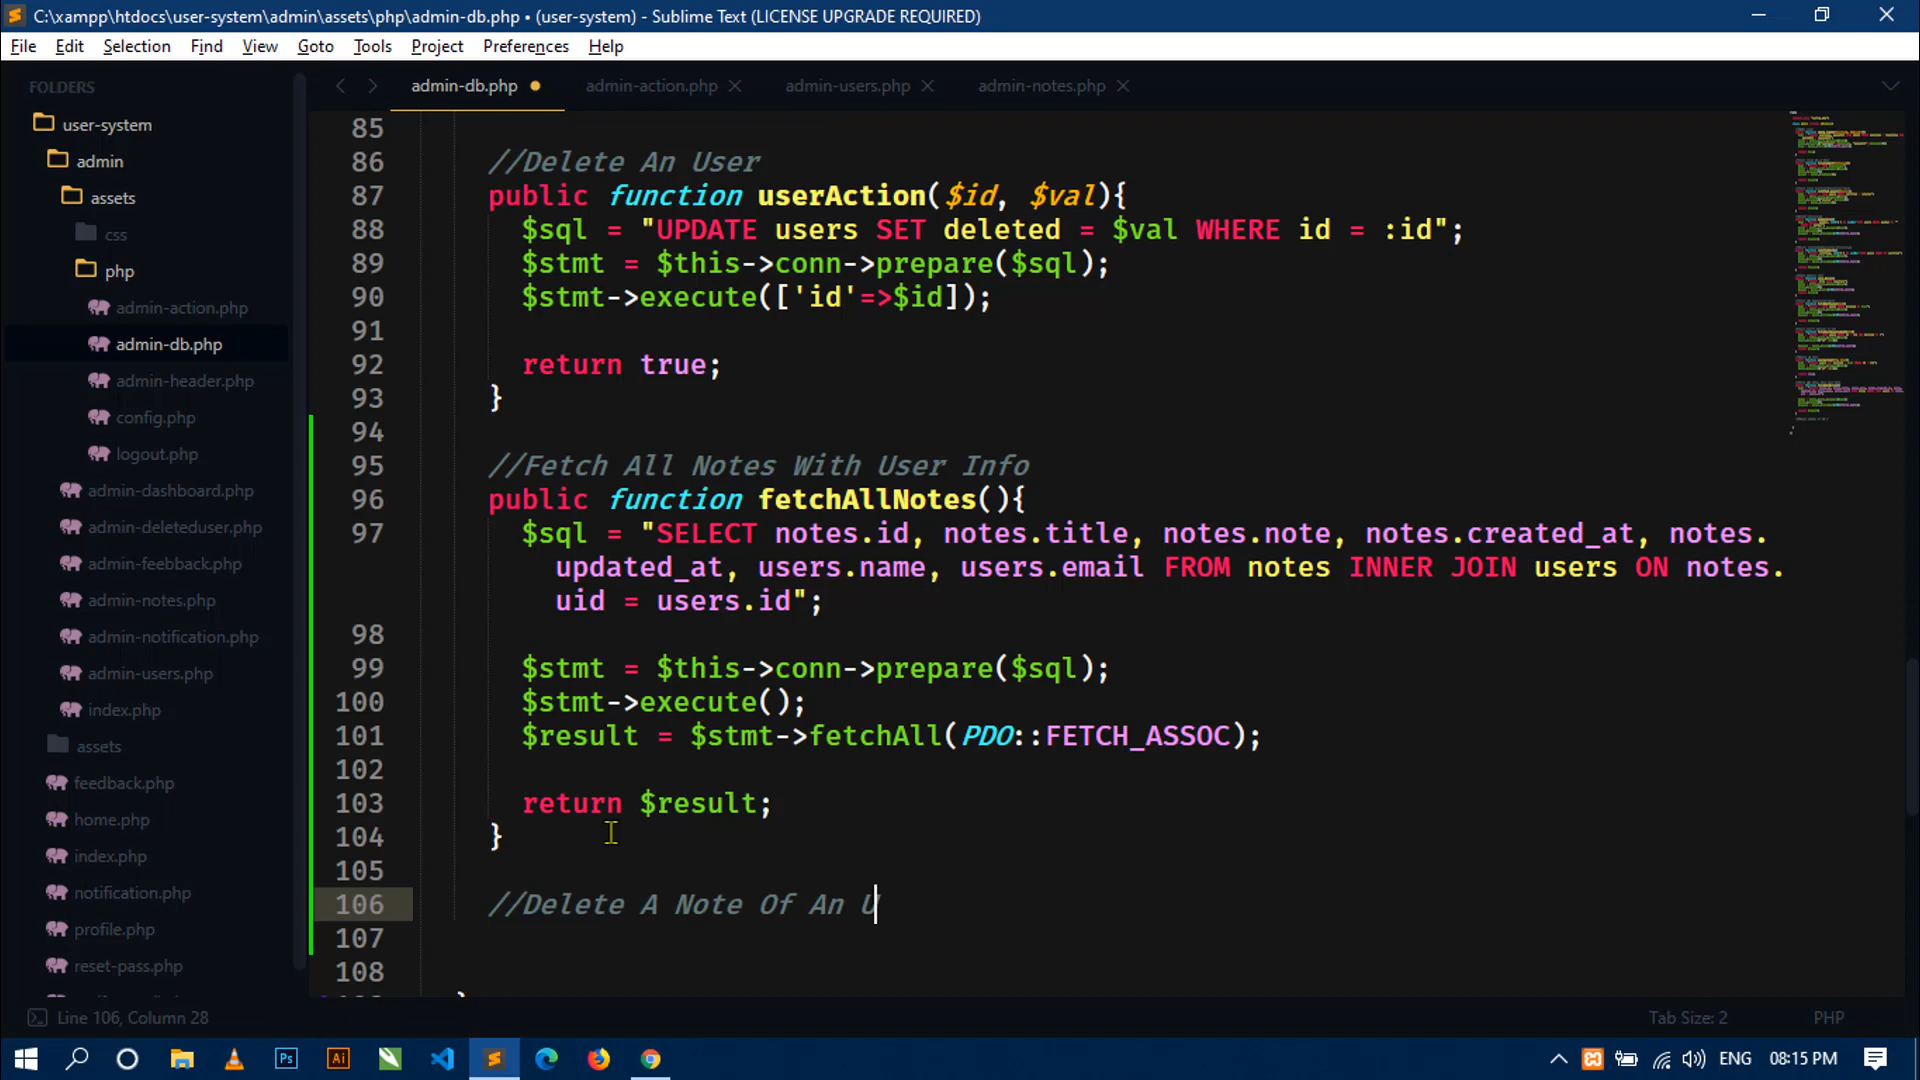 C:\xampp\htdocs\user-system\admin\assets\php\admin-db.php • (user-system) - Sublime Text (LICENSE UPGRADE REQUIRED)
File Edit Selection Find View Goto Tools Project Preferences Help
FOLDERS
user-system
admin
assets
css
php
admin-action.php
admin-db.php
admin-header.php
config.php
logout.php
admin-dashboard.php
admin-deleteduser.php
admin-feebback.php
admin-notes.php
admin-notification.php
admin-users.php
index.php
assets
feedback.php
home.php
index.php
notification.php
profile.php
reset-pass.php
admin-db.php admin-action.php admin-users.php admin-notes.php
85
86 //Delete An User
87 public function userAction($id, $val){
88 $sql = "UPDATE users SET deleted = $val WHERE id = :id";
89 $stmt = $this->conn->prepare($sql);
90 $stmt->execute(['id'=>$id]);
91
92 return true;
93 }
94
95 //Fetch All Notes With User Info
96 public function fetchAllNotes(){
97 $sql = "SELECT notes.id, notes.title, notes.note, notes.created_at, notes.
updated_at, users.name, users.email FROM notes INNER JOIN users ON notes.
uid = users.id";
98
99 $stmt = $this->conn->prepare($sql);
100 $stmt->execute();
101 $result = $stmt->fetchAll(PDO::FETCH_ASSOC);
102
103 return $result;
104 }
105
106 //Delete A Note Of An U
107
108
Line 106, Column 28 Tab Size: 2 PHP
Ps Ai ENG 08:15 PM